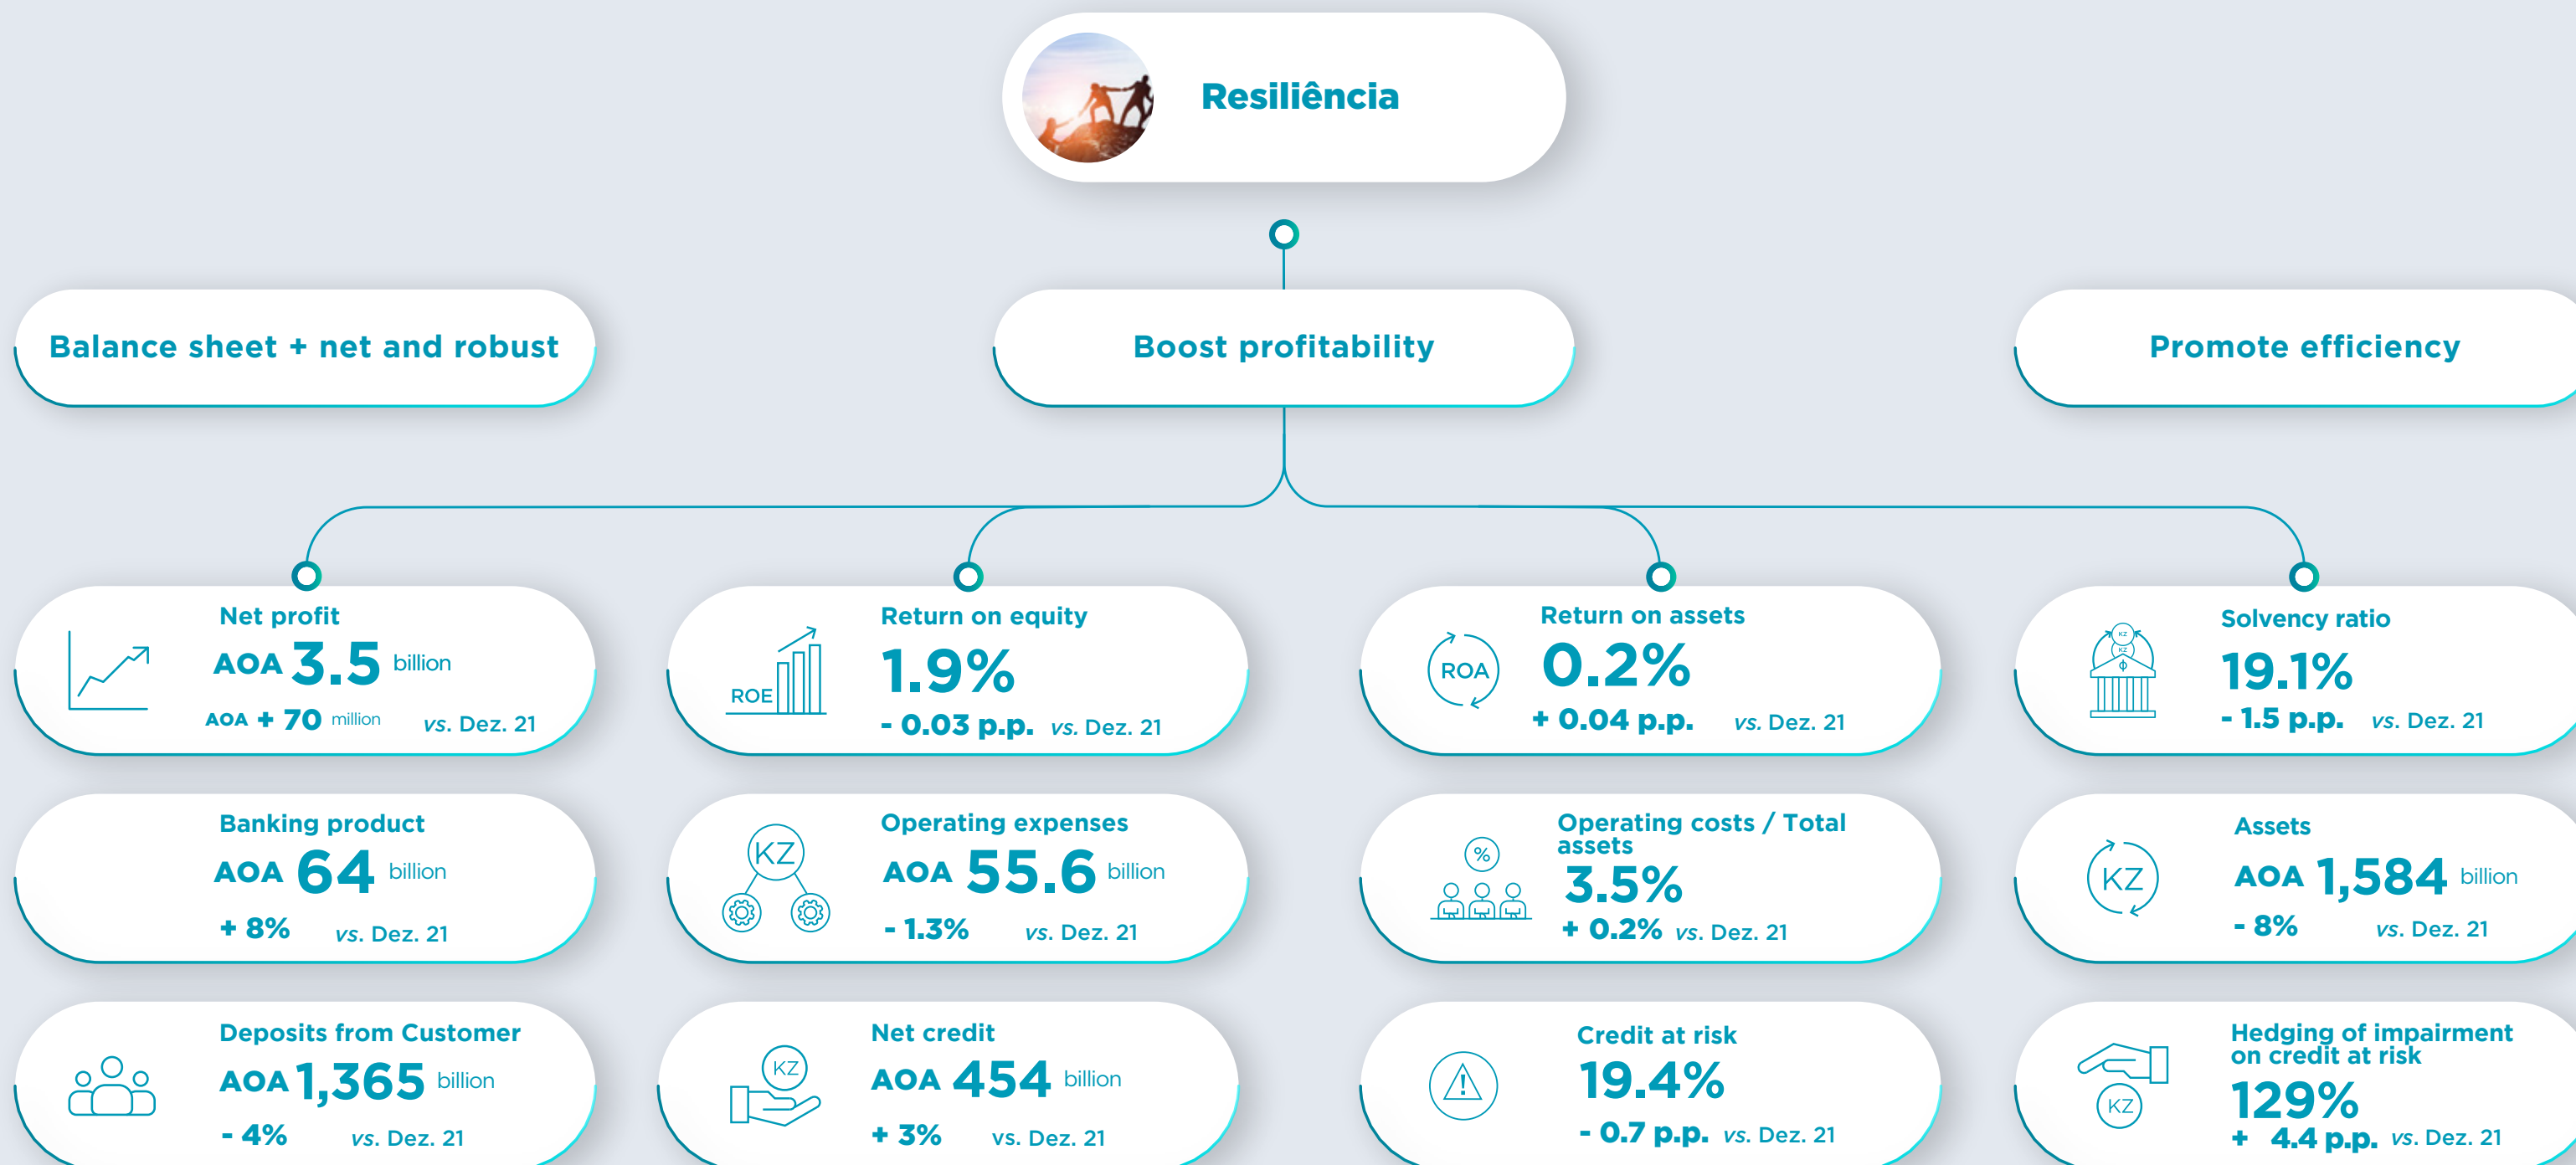 Resiliência
Balance sheet + net and robust
Boost profitability
Promote efficiency
Net profit
AOA 3.5 billion
AOA + 70 million vs. Dez. 21
ROE
Return on equity
1.9%
- 0.03 p.p. vs. Dez. 21
ROA
Return on assets
0.2%
+ 0.04 p.p. vs. Dez. 21
KZ
KZ
Solvency ratio
19.1%
- 1.5 p.p. vs. Dez. 21
Banking product
AOA 64 billion
+ 8% vs. Dez. 21
KZ
Operating expenses
AOA 55.6 billion
- 1.3% vs. Dez. 21
%
Operating costs / Total
assets
3.5%
+ 0.2% vs. Dez. 21
KZ
Assets
AOA 1,584 billion
- 8% vs. Dez. 21
Deposits from Customer
AOA 1,365 billion
- 4% vs. Dez. 21
KZ
Net credit
AOA 454 billion
+ 3% vs. Dez. 21
!
Credit at risk
19.4%
- 0.7 p.p. vs. Dez. 21
KZ
Hedging of impairment
on credit at risk
129%
+ 4.4 p.p. vs. Dez. 21